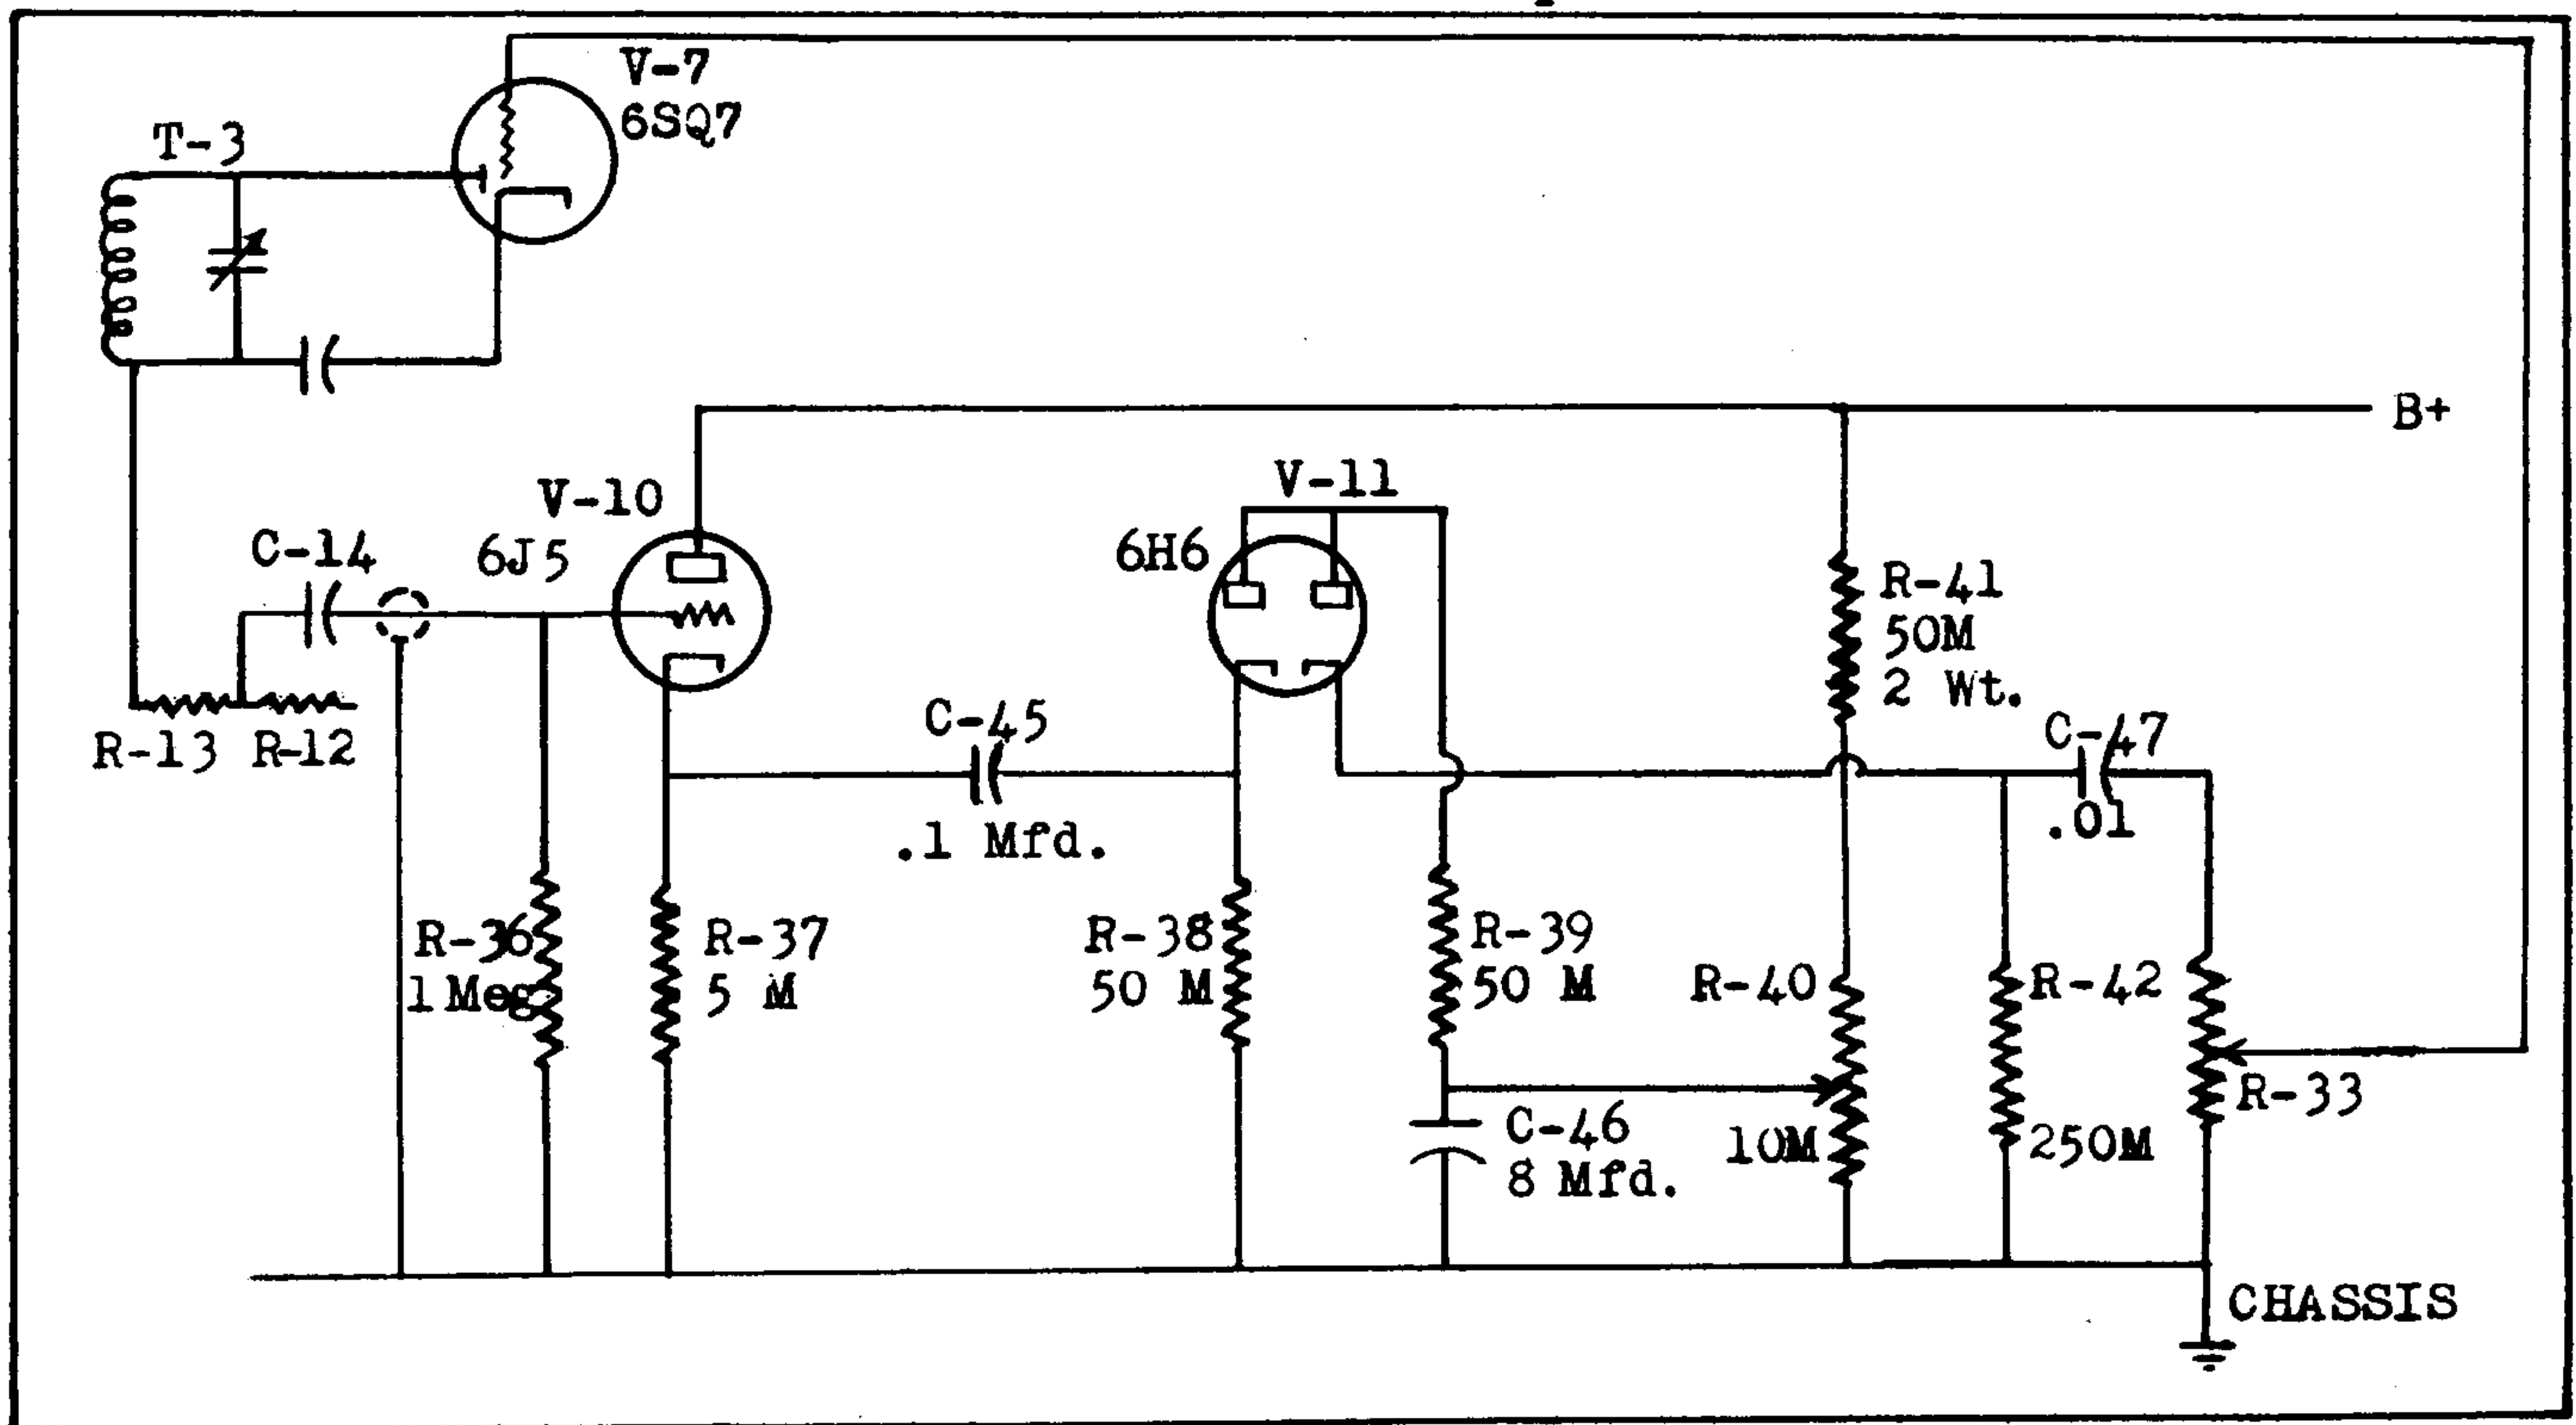 V-7
6SQ7
T-3
B+
V-10
6J5
C-14
V-11
6H6
R-41
50M
2 Wt.
R-13 R-12
C-45
.1 Mfd.
C-47
.01
R-36
1 Meg
R-37
5 M
R-38
50 M
R-39
50 M
R-40
10M
R-42
250M
R-33
C-46
8 Mfd.
CHASSIS